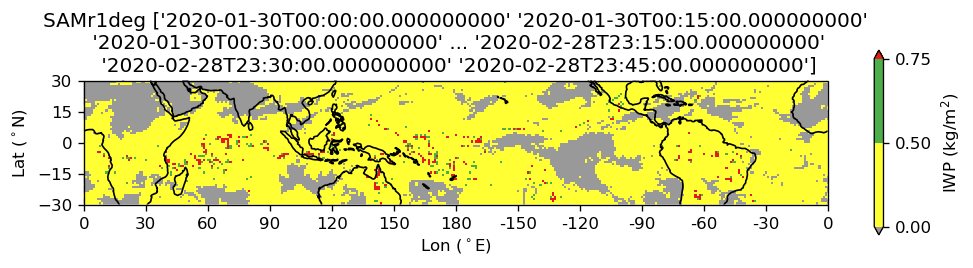 SAMr1deg ['2020-01-30T00:00:00.000000000' '2020-01-30T00:15:00.000000000'
'2020-01-30T00:30:00.000000000' ... '2020-02-28T23:15:00.000000000'
'2020-02-28T23:30:00.000000000' '2020-02-28T23:45:00.000000000']
30
15
0
−15
−30
Lat (°N)
0 30 60 90 120 150 180 -150 -120 -90 -60 -30 0
Lon (°E)
0.75
0.50
0.00
IWP (kg/m²)